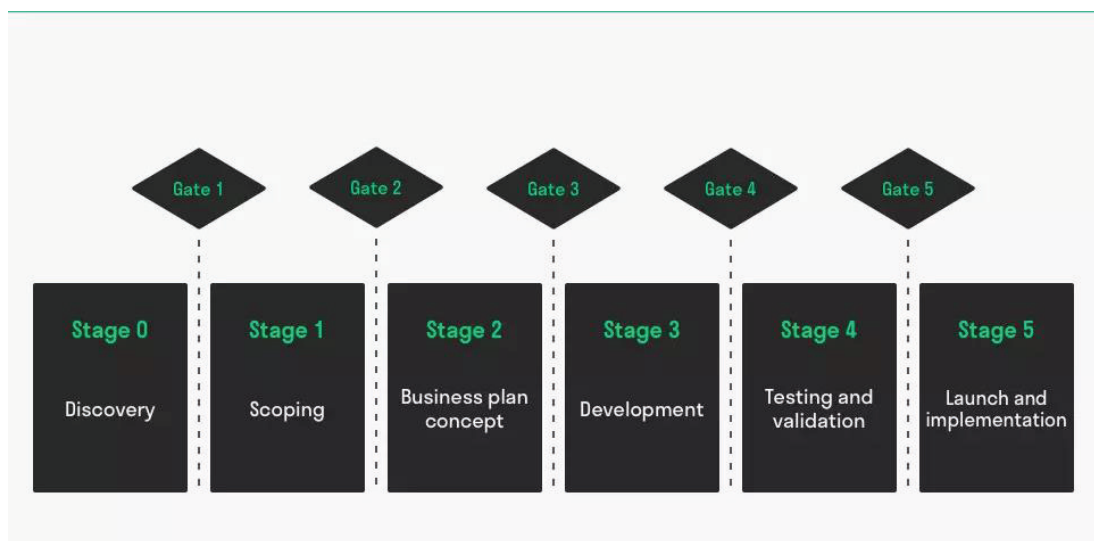 Gate 1
Gate 2
Gate 3
Gate 4
Gate 5
Stage 0
Discovery
Stage 1
Scoping
Stage 2
Business plan
concept
Stage 3
Development
Stage 4
Testing and
validation
Stage 5
Launch and
implementation